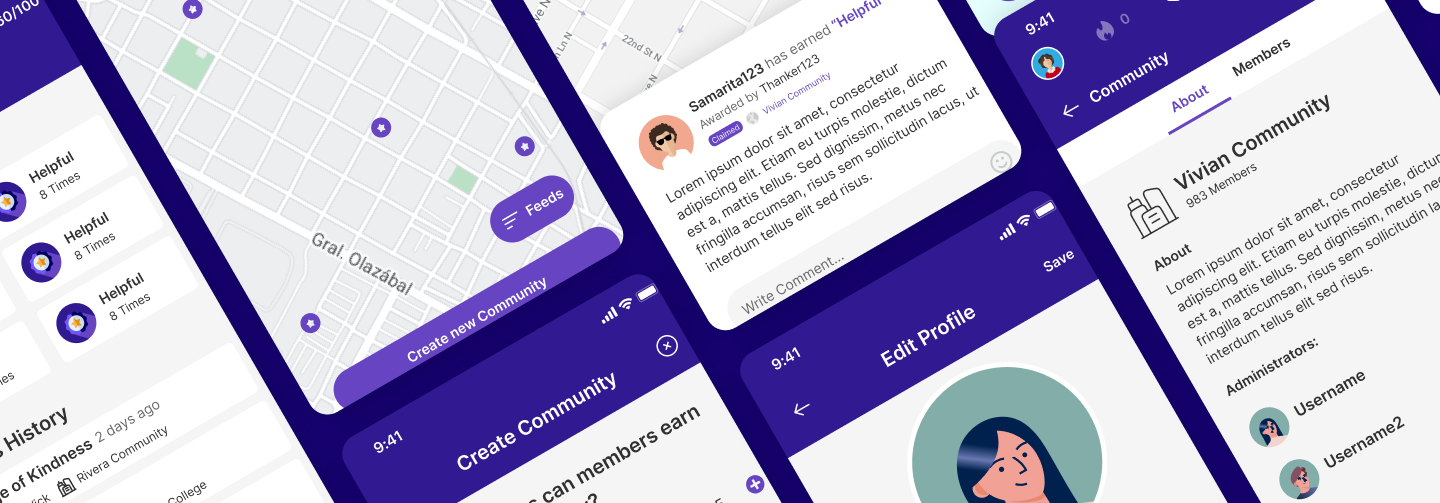 Helpful
8 Times
Helpful
8 Times
Helpful
8 Times
History
of Kindness 2 days ago
Rivera Community
College
22nd St N
Ln N
Gral. Olazábal
Feeds
Create new Community
9:41
Create Community
can members earn
Samarita123 has earned “Helpful
Awarded by Thanker123
Claimed Vivian Community
Lorem ipsum dolor sit amet, consectetur
adipiscing elit. Etiam eu turpis molestie, dictum
est a, mattis tellus. Sed dignissim, metus nec
fringilla accumsan, risus sem sollicitudin lacus, ut
interdum tellus elit sed risus.
Write Comment...
9:41
Save
Edit Profile
9:41
0
Community
About
Members
Vivian Community
983 Members
About
Lorem ipsum dolor sit amet, consectetur
adipiscing elit. Etiam eu turpis molestie, dictum
est a, mattis tellus. Sed dignissim, metus nec
fringilla accumsan, risus sem sollicitudin
interdum tellus elit sed risus.
Administrators:
Username
Username2